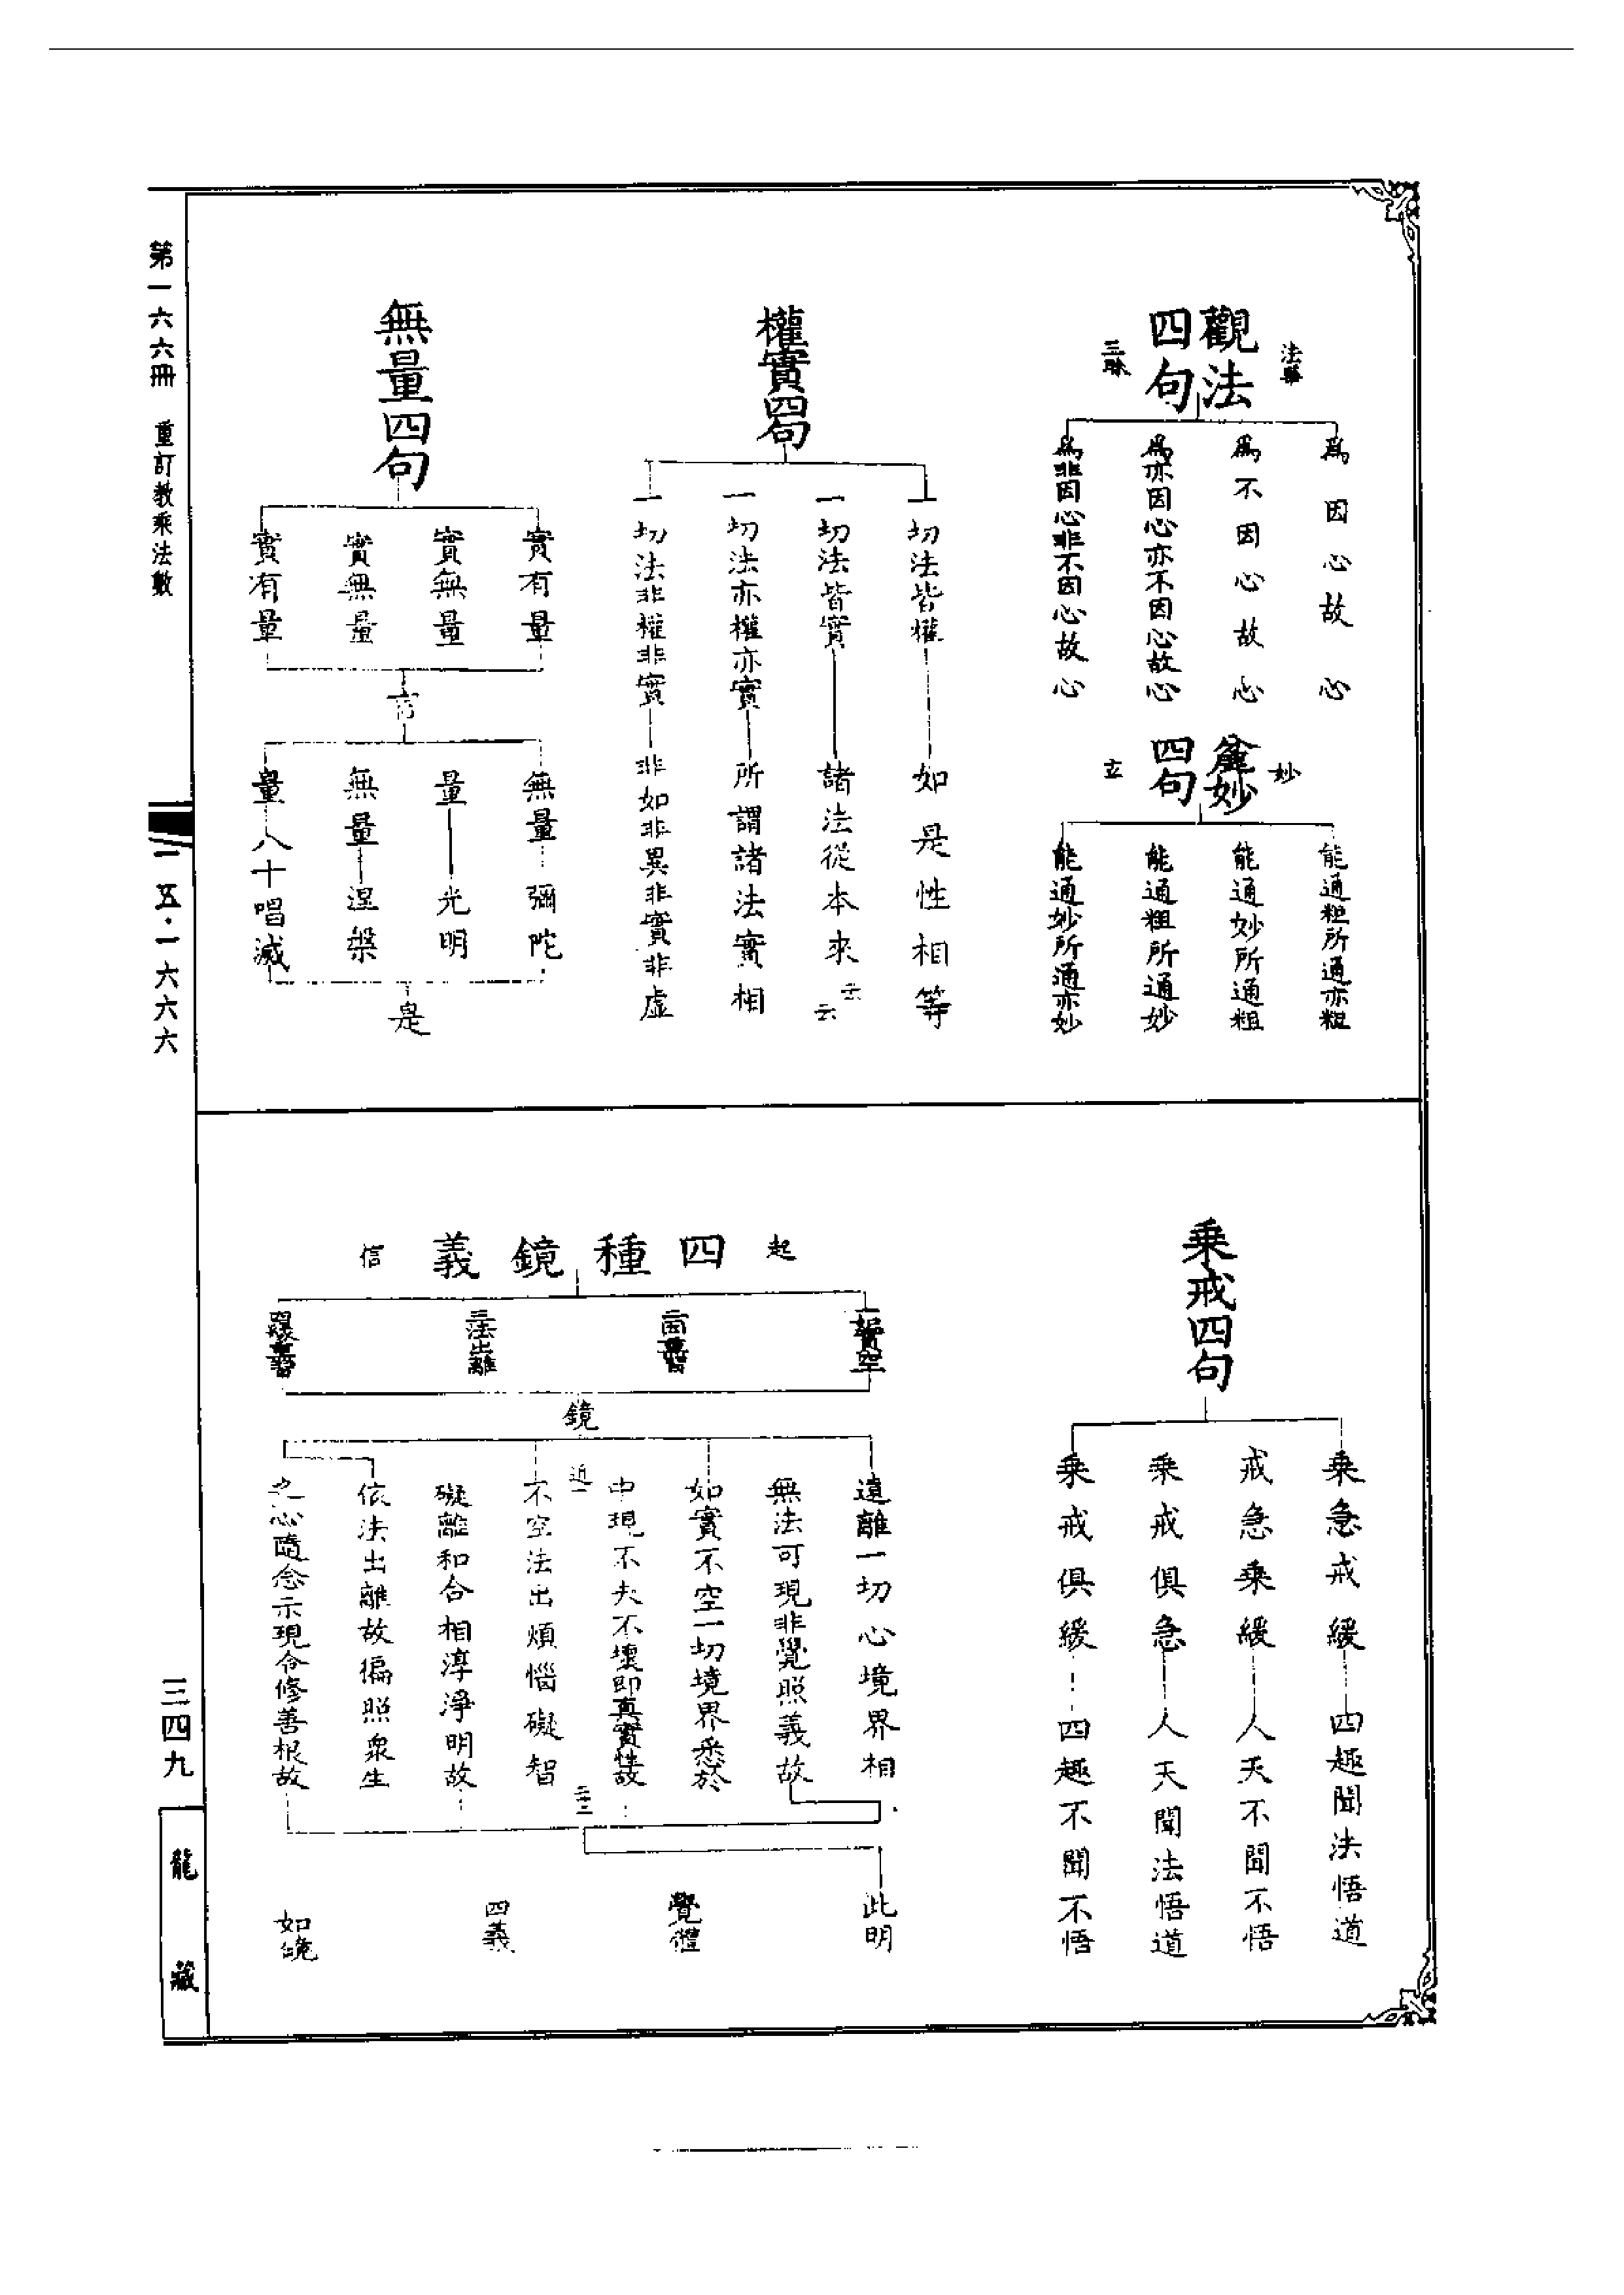 法華
觀法
四句
三昧
為因心故心
為不因心故心
為亦因心亦不因心故心
為非因心非不因心故心
妙
麤妙
四句
玄
能通粗所通亦粗
能通妙所通粗
能通粗所通妙
能通妙所通亦妙
權實四句
一切法皆權
如是性相等
一切法皆實
諸法從本來云云
一切法亦權亦實
所謂諸法實相
一切法非權非實
非如非異非實非虛
無量四句
實有量
實無量
實無量
實有量
言
無量
彌陀
量
光明
無量
涅槃
量
八十唱滅
是
乘戒四句
乘急戒緩
四趣聞法悟道
戒急乘緩
人天不聞不悟
乘戒俱急
人天聞法悟道
乘戒俱緩
四趣不聞不悟
起
四種鏡義
信
一如實空
二因熏習
三法出離
四緣熏習
鏡
遠離一切心境界相
無法可現非覺照義故
如實不空一切境界悉於
中現不失不壞即真實性故
近一
不空法出煩惱礙智
礙離和合相淳淨明故
依法出離故徧照衆生
之心隨念示現令修善根故
二十三
此明
覺體
四義
如鏡
第一六六冊 重訂教乘法數
一五·一六六六
三四九
龍藏